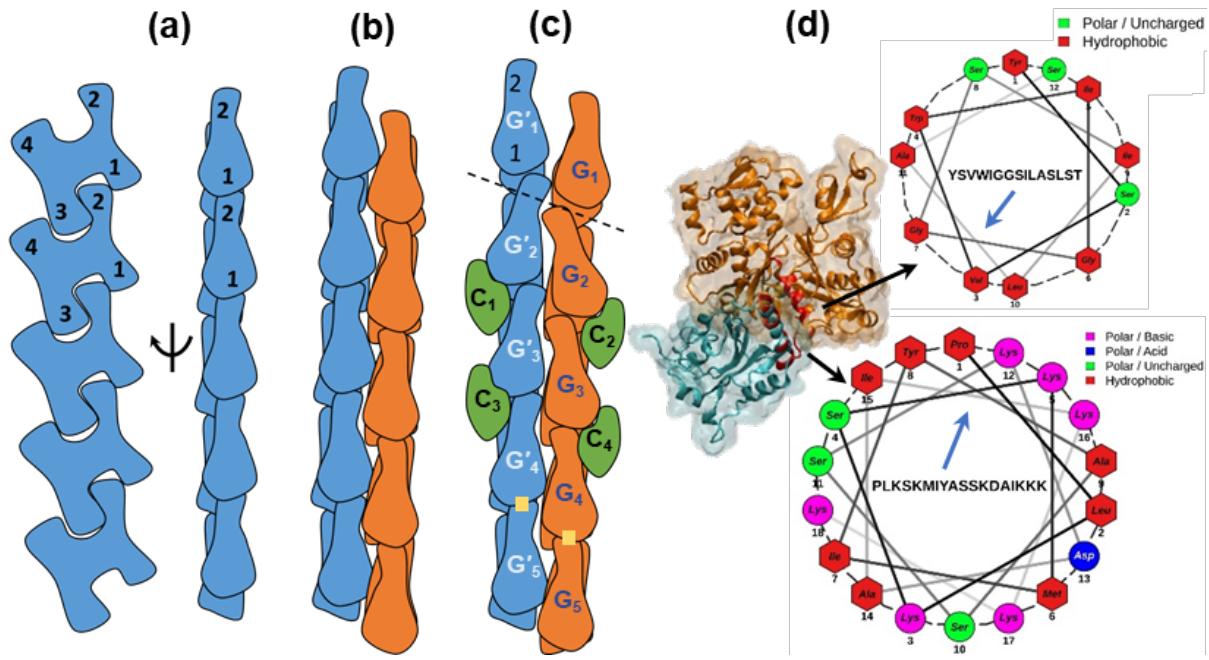 (a)
(b)
(c)
(d)
2
4
1
3
2
4
1
3
2
1
2
1
2
G'1
1
G1
G'2
G2
C1
C2
G'3
G3
C3
C4
G'4
G4
G'5
G5
Polar / Uncharged
Hydrophobic
Tyr
1
Ser
12
Ser
8
Ile
Trp
4
Ile
9
Ala
11
YSVWIGGSILASLST
Ser
2
Gly
7
Gly
6
Val
3
Leu
10
Polar / Basic
Polar / Acid
Polar / Uncharged
Hydrophobic
Pro
1
Tyr
8
Lys
12
Ile
15
Lys
5
Ser
4
Lys
16
Ser
11
Ala
9
PLKSKMIYASSKDAIKKK
Lys
18
Leu
2
Ile
7
Asp
13
Ala
14
Met
6
Lys
3
Ser
10
Lys
17